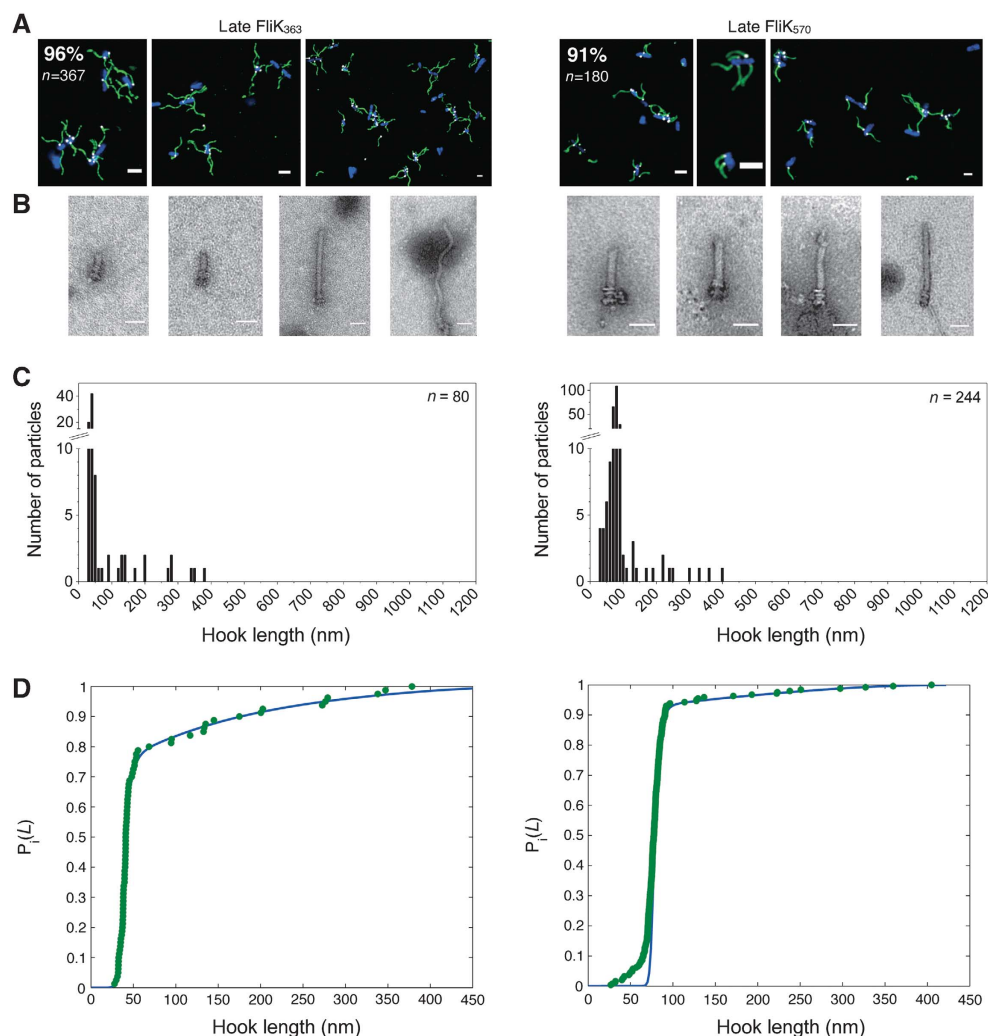 A
Late FliK363
Late FliK570
96%
n=367
91%
n=180
B
C
Number of particles
40
20
10
5
0
n = 80
0 100 200 300 400 500 600 700 800 900 1000 1100 1200
Hook length (nm)
Number of particles
100
50
10
5
0
n = 244
0 100 200 300 400 500 600 700 800 900 1000 1100 1200
Hook length (nm)
D
Pi(L)
1
0.9
0.8
0.7
0.6
0.5
0.4
0.3
0.2
0.1
0
0 50 100 150 200 250 300 350 400 450
Hook length (nm)
Pi(L)
1
0.9
0.8
0.7
0.6
0.5
0.4
0.3
0.2
0.1
0
0 50 100 150 200 250 300 350 400 450
Hook length (nm)